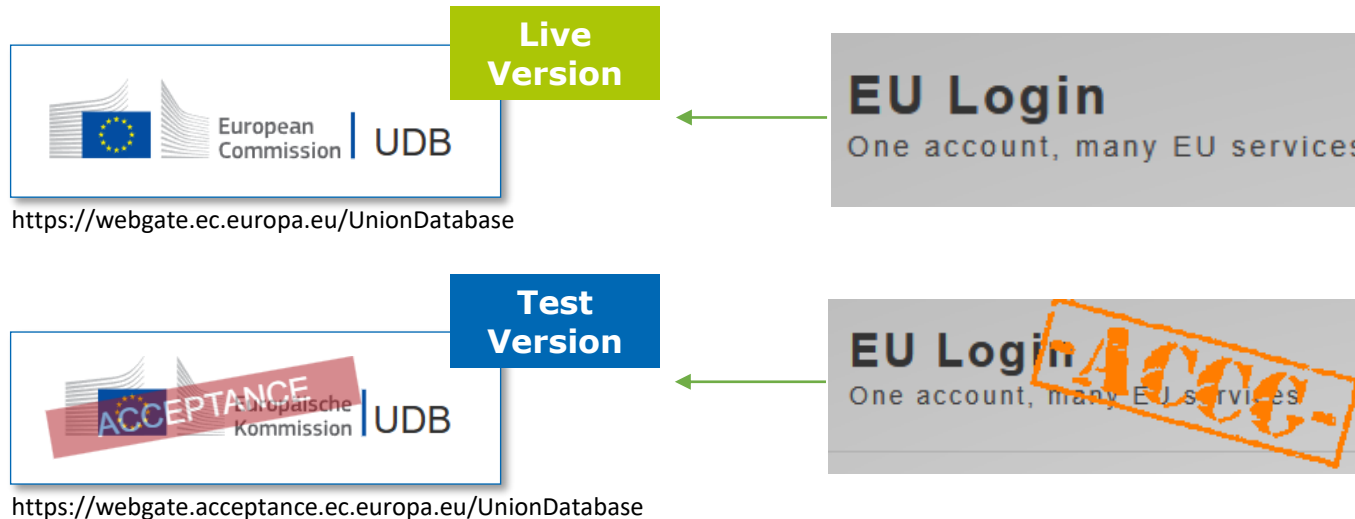 Live
Version
European
Commission
UDB
EU Login
One account, many EU services
https://webgate.ec.europa.eu/UnionDatabase
Test
Version
ACCEPTANCE
Europäische
Kommission
UDB
EU Login
-ACCC-
One account, many EU services
https://webgate.acceptance.ec.europa.eu/UnionDatabase